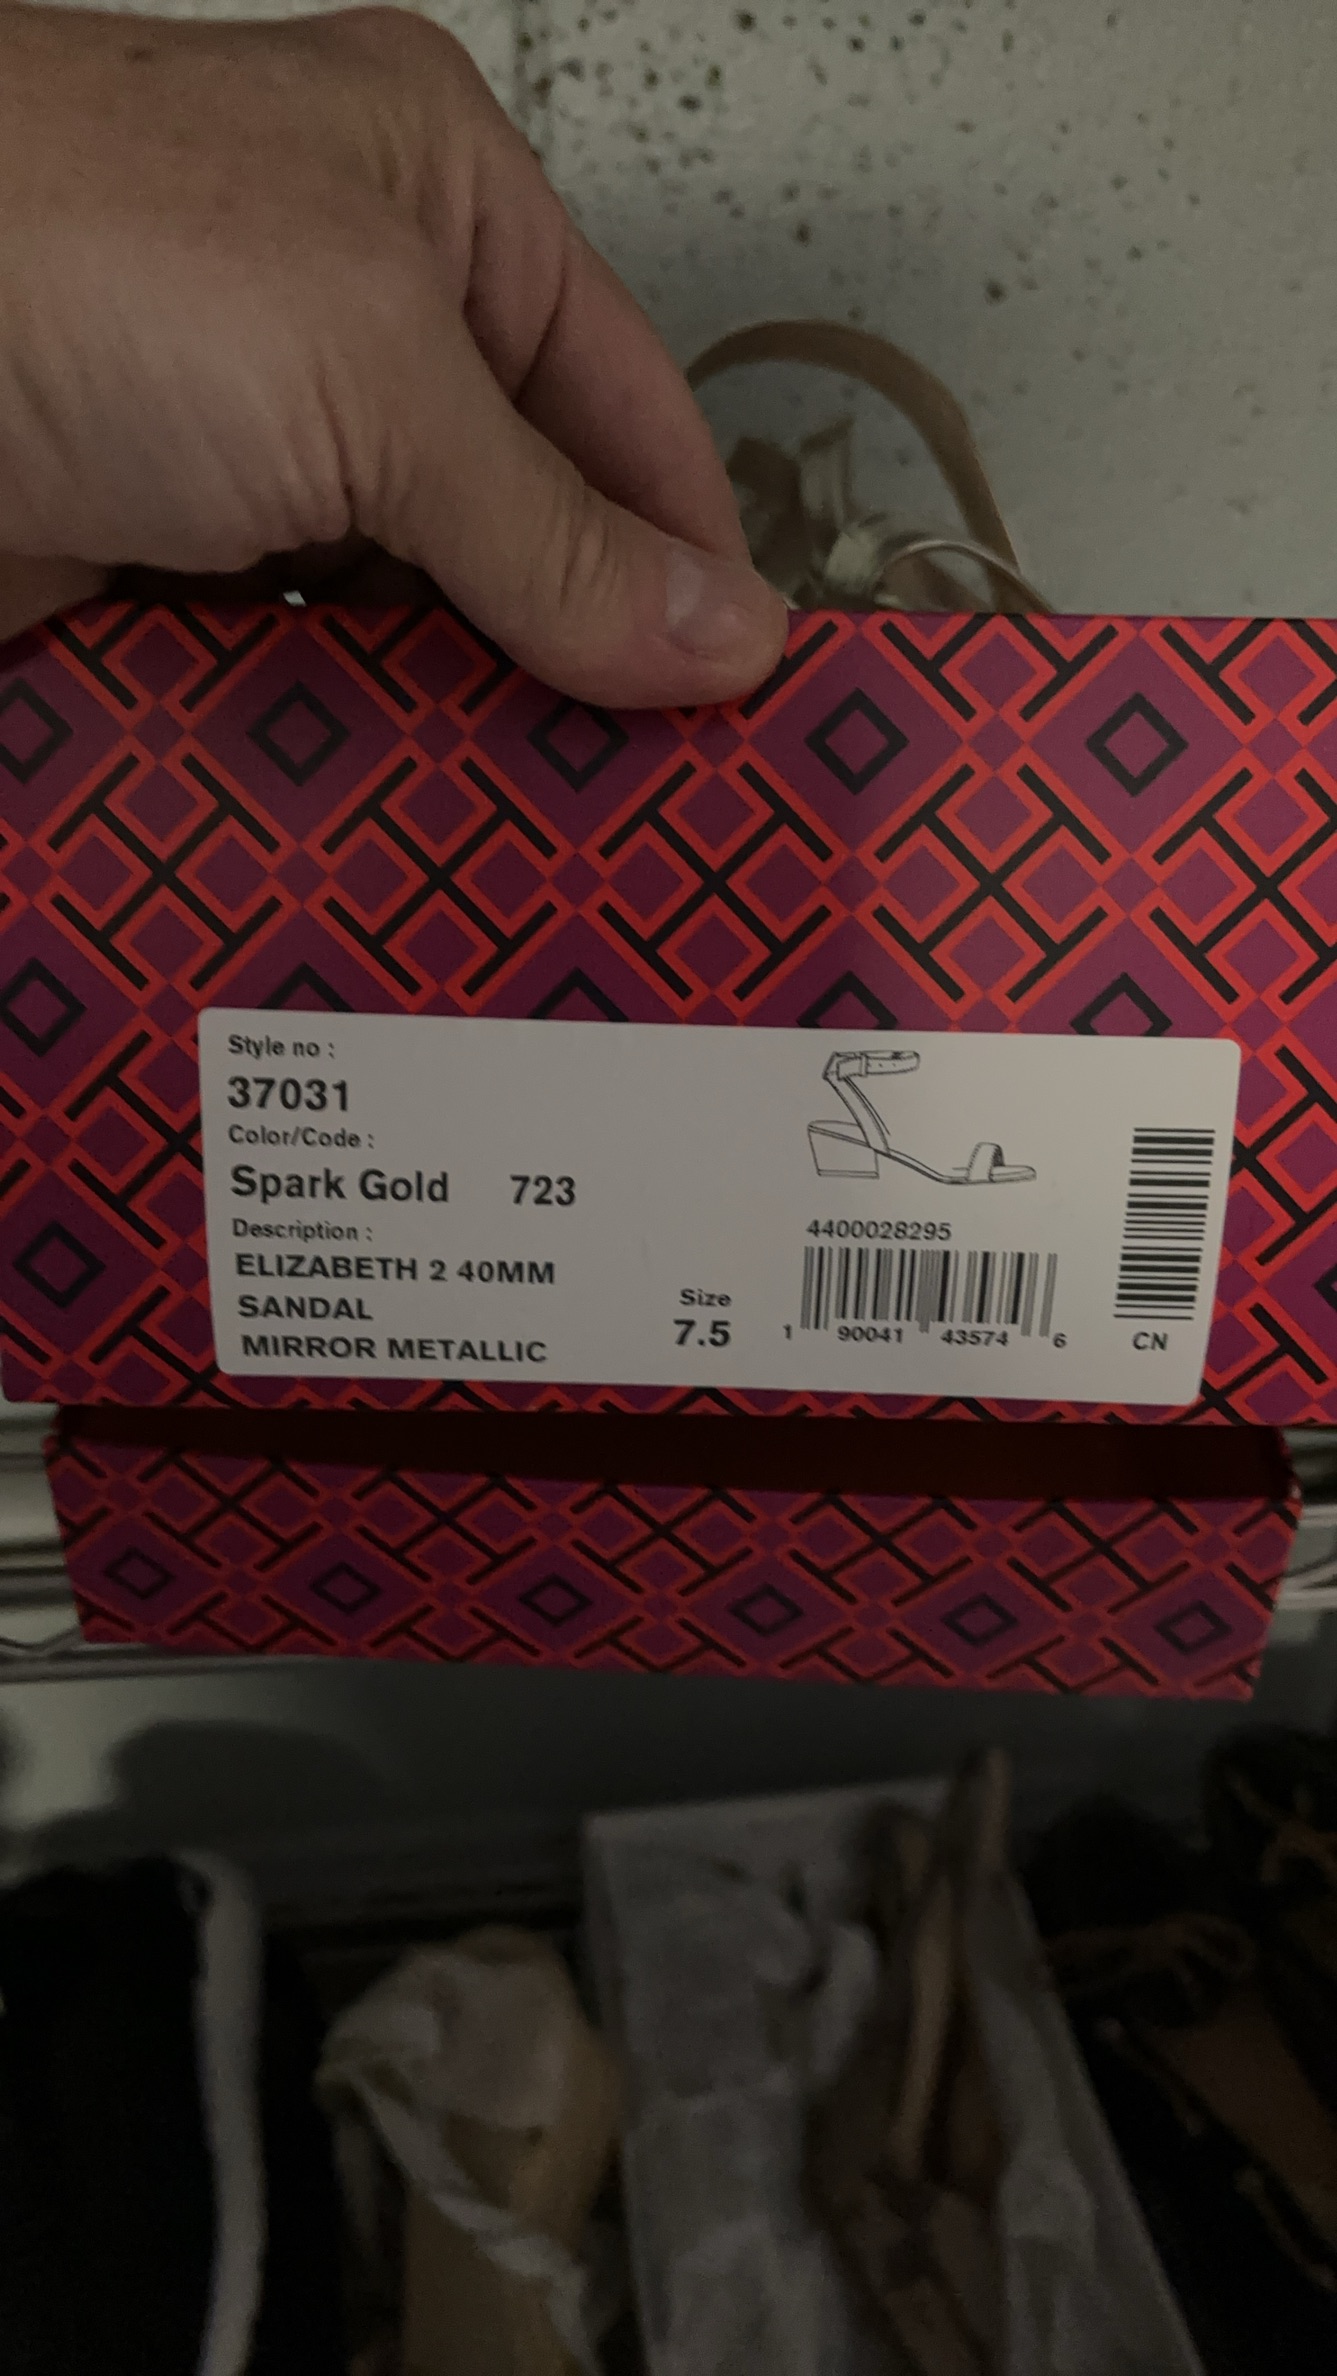 Style no :
37031
Color/Code :
Spark Gold 723
Description :
ELIZABETH 2 40MM
SANDAL
MIRROR METALLIC
Size
7.5
4400028295
1 90041 43574 6
CN